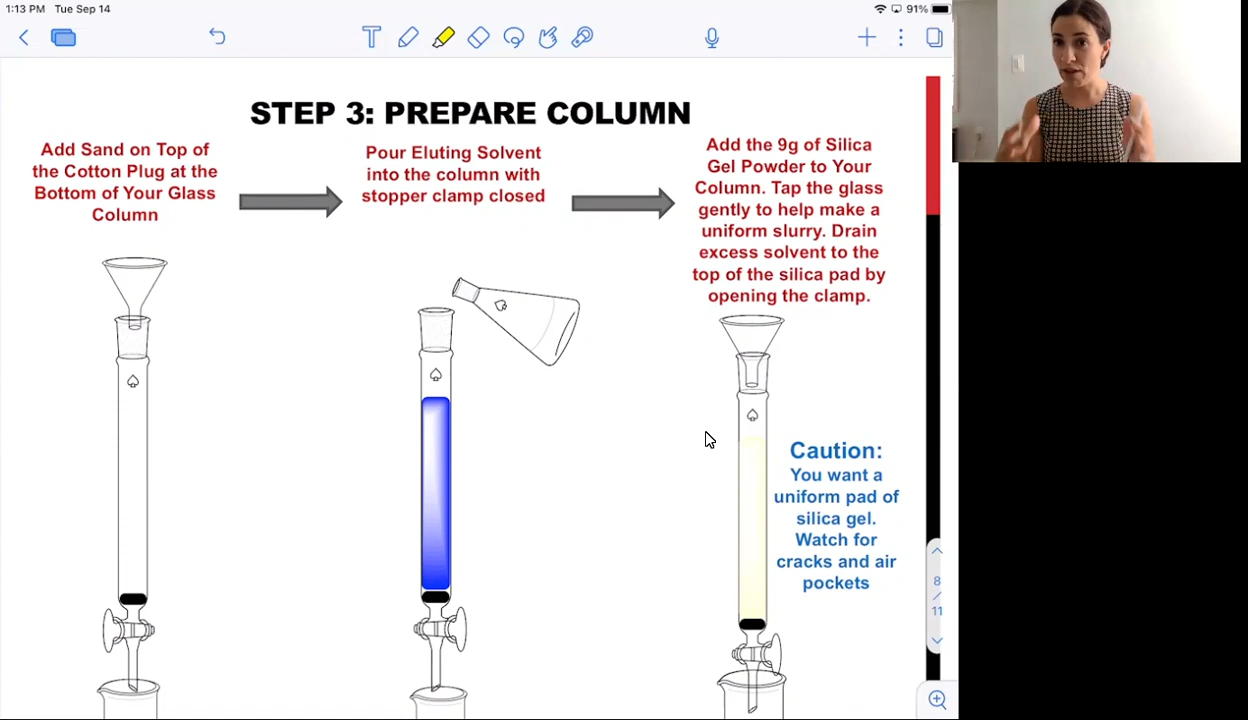 1:13 PM Tue Sep 14
91%
STEP 3: PREPARE COLUMN
Add Sand on Top of
the Cotton Plug at the
Bottom of Your Glass
Column
Pour Eluting Solvent
into the column with
stopper clamp closed
Add the 9g of Silica
Gel Powder to Your
Column. Tap the glass
gently to help make a
uniform slurry. Drain
excess solvent to the
top of the silica pad by
opening the clamp.
Caution:
You want a
uniform pad of
silica gel.
Watch for
cracks and air
pockets
8
/
11